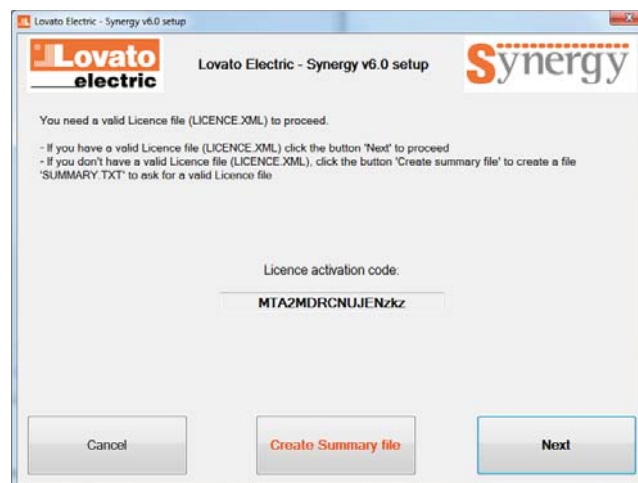 Lovato Electric - Synergy v6.0 setup
Lovato
electric
Lovato Electric - Synergy v6.0 setup
Synergy
You need a valid Licence file (LICENCE.XML) to proceed.
- If you have a valid Licence file (LICENCE.XML) click the button 'Next' to proceed
- If you don't have a valid Licence file (LICENCE.XML), click the button 'Create summary file' to create a file
'SUMMARY.TXT' to ask for a valid Licence file
Licence activation code:
MTA2MDRCNUJENzkz
Cancel
Create Summary file
Next